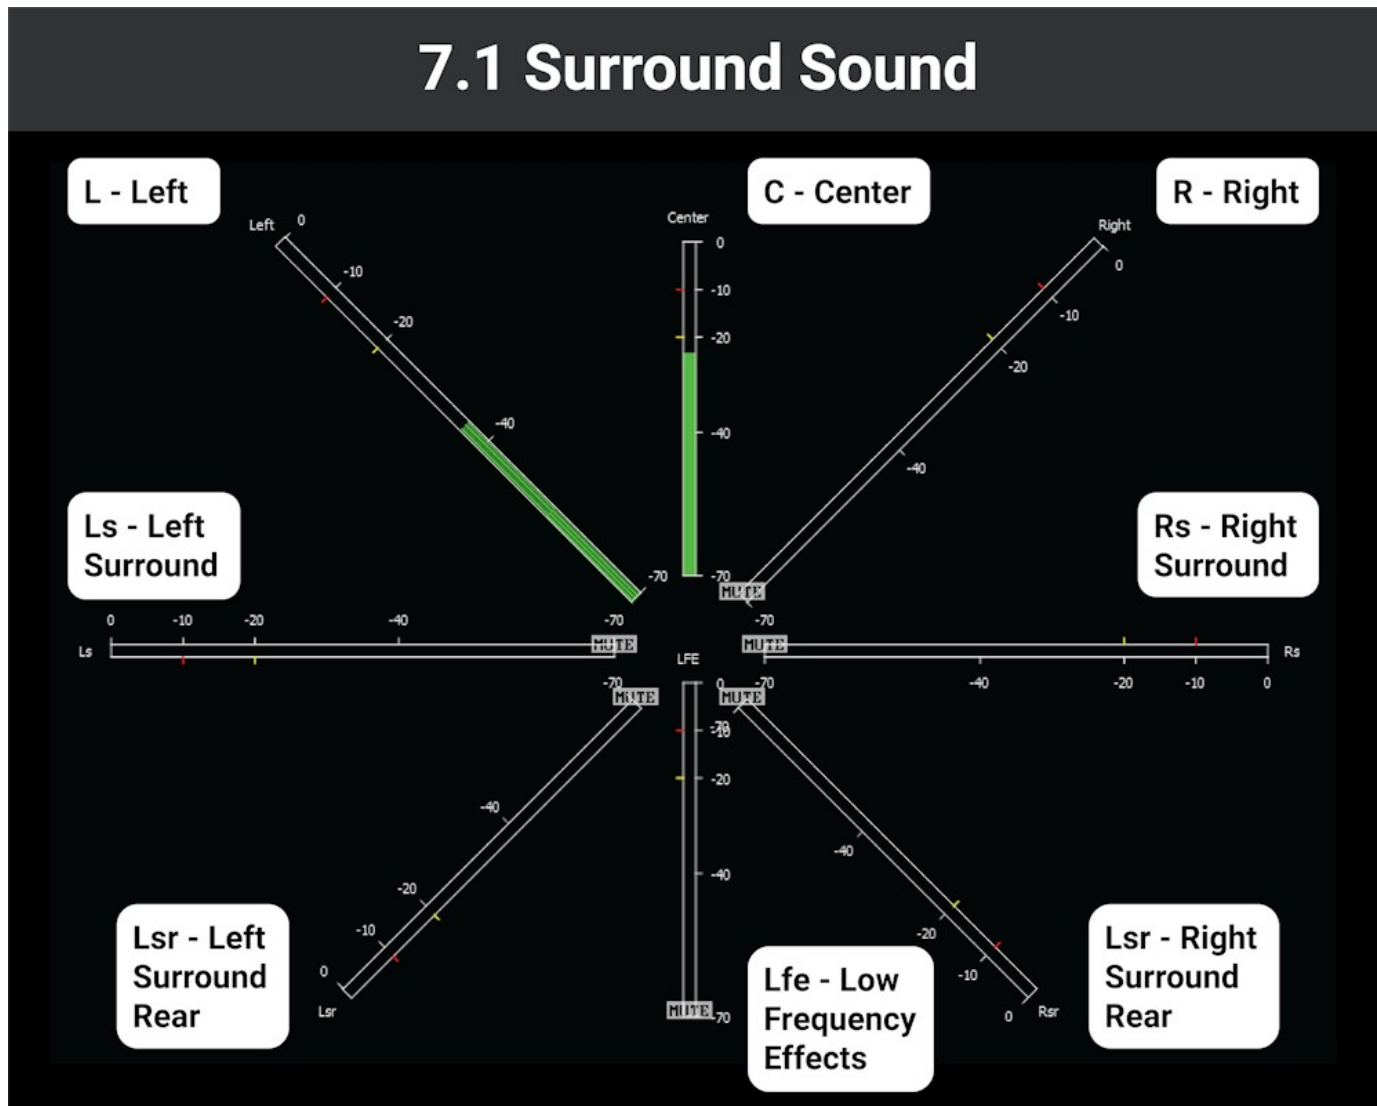 7.1 Surround Sound
L - Left
C - Center
R - Right
Left
0
-10
-20
-40
-70
Center
0
-10
-20
-40
-70
Right
0
-10
-20
-40
MUTE
-70
Ls - Left
Surround
Rs - Right
Surround
0
-10
-20
-40
-70
Ls
MUTE
MUTE
Rs
-70
-40
-20
-10
0
LFE
0
-10
-20
-40
-70
MUTE
-70
MUTE
-40
-20
-10
0
Lsr
MUTE
-70
-40
-20
-10
0
Rsr
Lsr - Left
Surround
Rear
Lfe - Low
Frequency
Effects
Lsr - Right
Surround
Rear